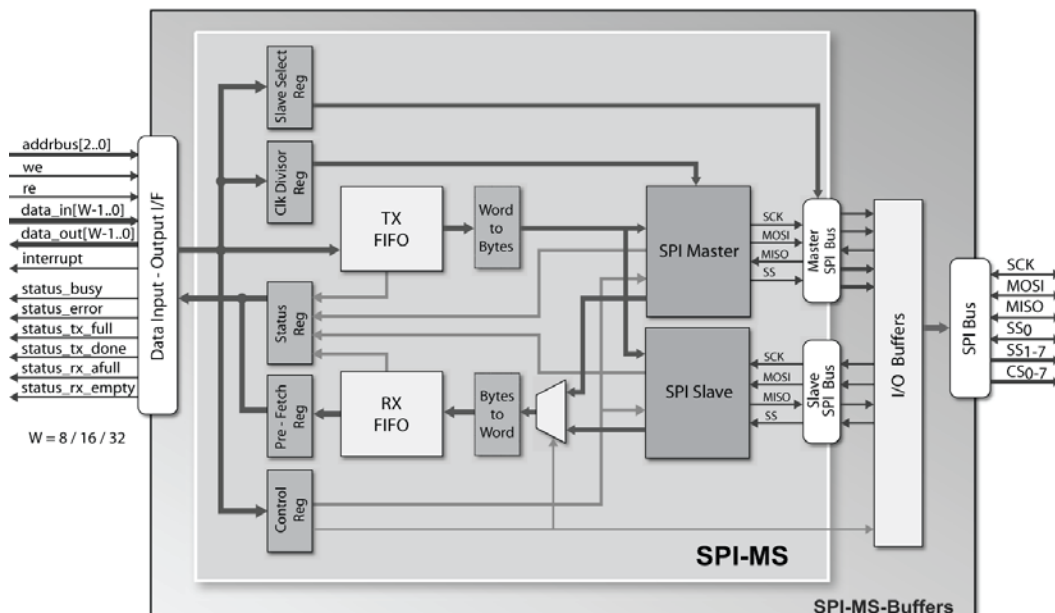 addrbus[2..0]
we
re
data_in[W-1..0]
data_out[W-1..0]
interrupt
status_busy
status_error
status_tx_full
status_tx_done
status_rx_afull
status_rx_empty
W = 8 / 16 / 32
Data Input - Output I/F
Slave Select
Reg
Clk Divisor
Reg
TX
FIFO
Word
to
Bytes
Status
Reg
Pre - Fetch
Reg
RX
FIFO
Bytes
to
Word
Control
Reg
SPI Master
SCK
MOSI
MISO
SS
Master
SPI Bus
SPI Slave
SCK
MOSI
MISO
SS
Slave
SPI Bus
I/O Buffers
SPI Bus
SCK
MOSI
MISO
SS0
SS1-7
CS0-7
SPI-MS
SPI-MS-Buffers